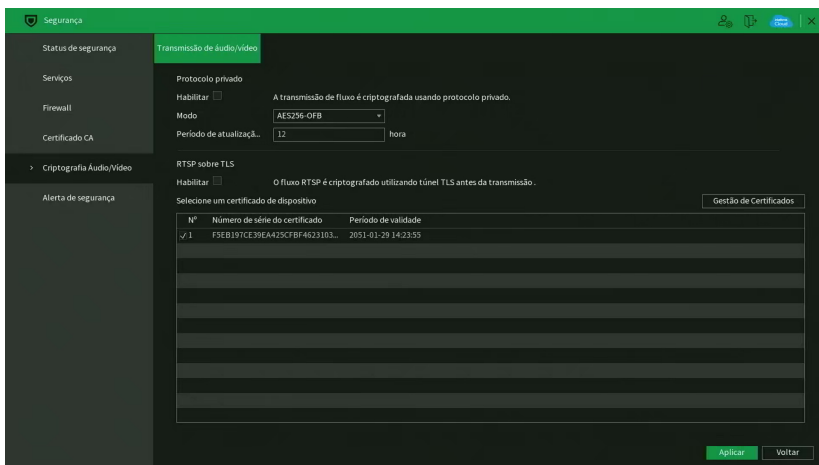 Segurança
Status de segurança
Transmissão de áudio/vídeo
Serviços
Firewall
Certificado CA
> Criptografia Áudio/Vídeo
Alerta de segurança
Protocolo privado
Habilitar
A transmissão de fluxo é criptografada usando protocolo privado.
Modo
AES256-OFB
Período de atualizaçã...
12
hora
RTSP sobre TLS
Habilitar
O fluxo RTSP é criptografado utilizando túnel TLS antes da transmissão .
Selecione um certificado de dispositivo
Gestão de Certificados
Nº Número de série do certificado Período de validade
1 F5EB197CE39EA425CFBF4623103... 2051-01-29 14:23:55
Aplicar
Voltar